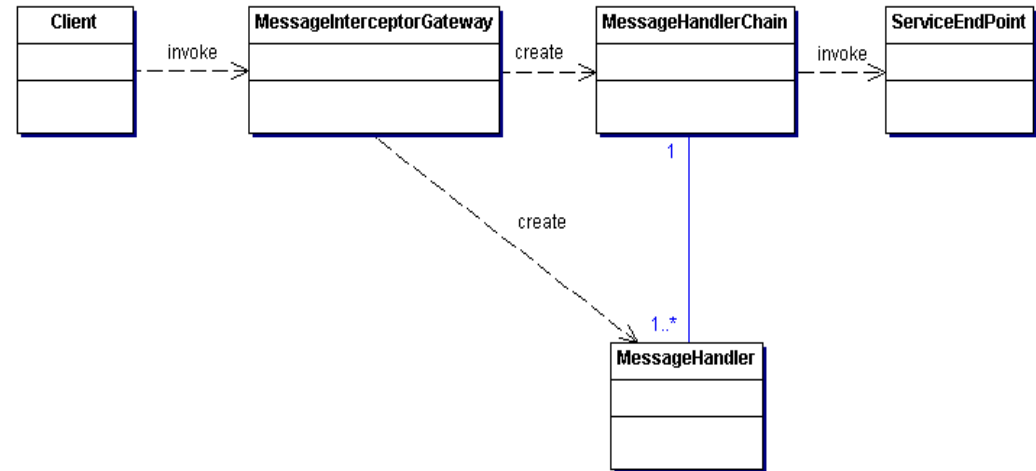 Client
MessageInterceptorGateway
MessageHandlerChain
ServiceEndPoint
invoke
create
invoke
1
create
1..*
MessageHandler